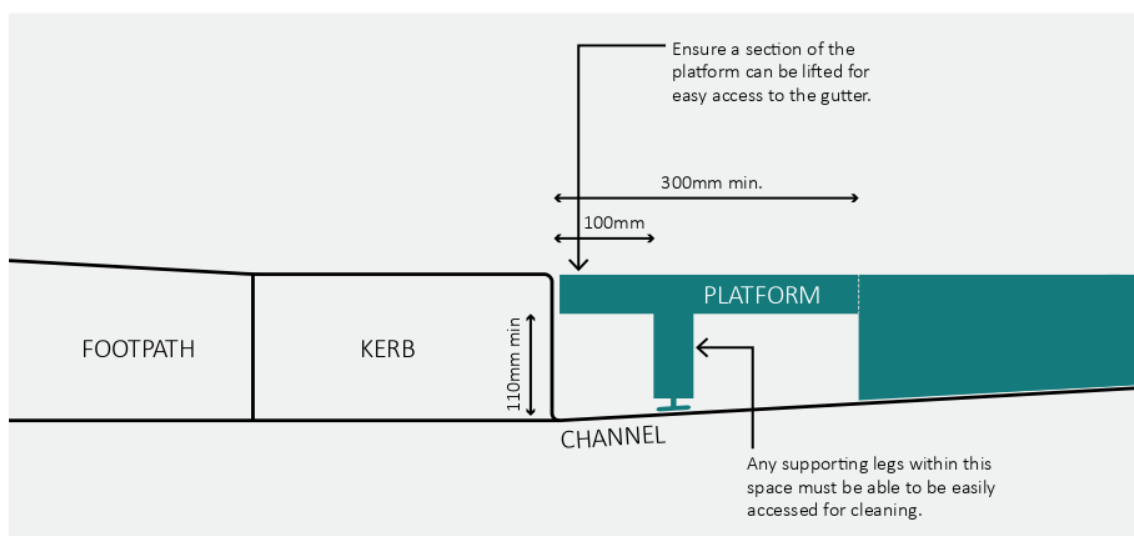 Ensure a section of the
platform can be lifted for
easy access to the gutter.
300mm min.
100mm
PLATFORM
FOOTPATH
KERB
110mm min
CHANNEL
Any supporting legs within this
space must be able to be easily
accessed for cleaning.